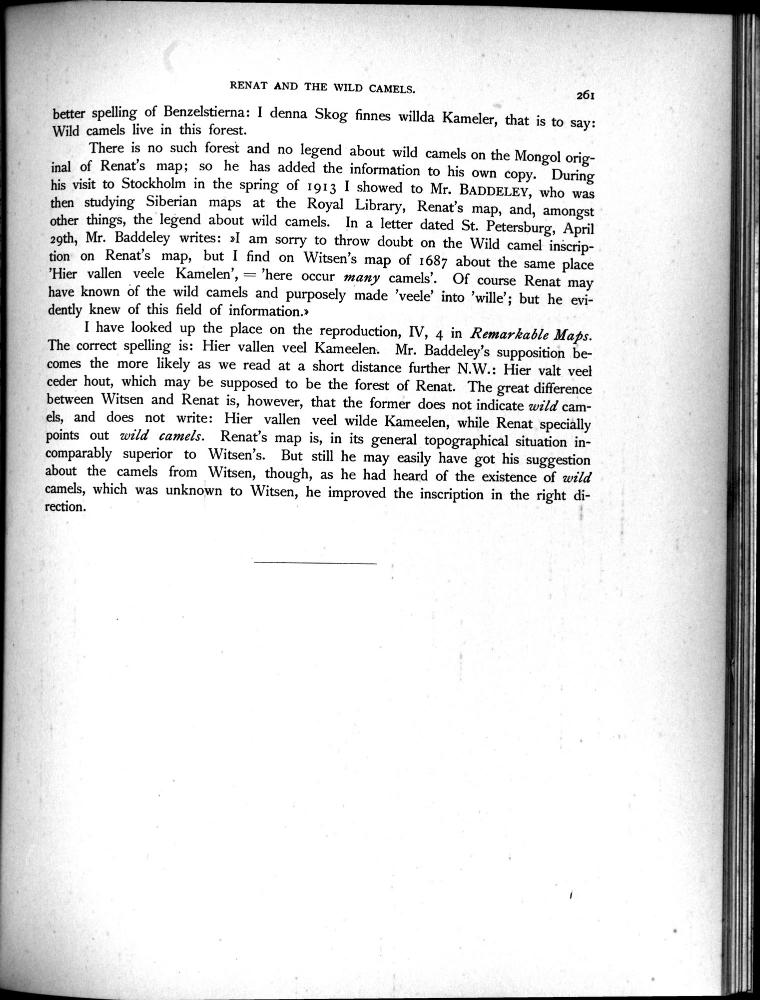 RENAT AND THE WILD CAMELS.
261
better spelling of Benzelstierna: I denna Skog finnes willda Kameler, that is to say:
Wild camels live in this forest.
There is no such forest and no legend about wild camels on the Mongol orig-
inal of Renat's map; so he has added the information to his own copy. During
his visit to Stockholm in the spring of 1913 I showed to Mr. BADDELEY, who was
then studying Siberian maps at the Royal Library, Renat's map, and, amongst
other things, the legend about wild camels. In a letter dated St. Petersburg, April
29th, Mr. Baddeley writes: »I am sorry to throw doubt on the Wild camel inscrip-
tion on Renat's map, but I find on Witsen's map of 1687 about the same place
'Hier vallen veele Kamelen', = 'here occur many camels'. Of course Renat may
have known of the wild camels and purposely made 'veele' into 'wille'; but he evi-
dently knew of this field of information.»
I have looked up the place on the reproduction, IV, 4 in Remarkable Maps.
The correct spelling is: Hier vallen veel Kameelen. Mr. Baddeley's supposition be-
comes the more likely as we read at a short distance further N.W.: Hier valt veel
ceder hout, which may be supposed to be the forest of Renat. The great difference
between Witsen and Renat is, however, that the former does not indicate wild cam-
els, and does not write: Hier vallen veel wilde Kameelen, while Renat specially
points out wild camels. Renat's map is, in its general topographical situation in-
comparably superior to Witsen's. But still he may easily have got his suggestion
about the camels from Witsen, though, as he had heard of the existence of wild
camels, which was unknown to Witsen, he improved the inscription in the right di-
rection.